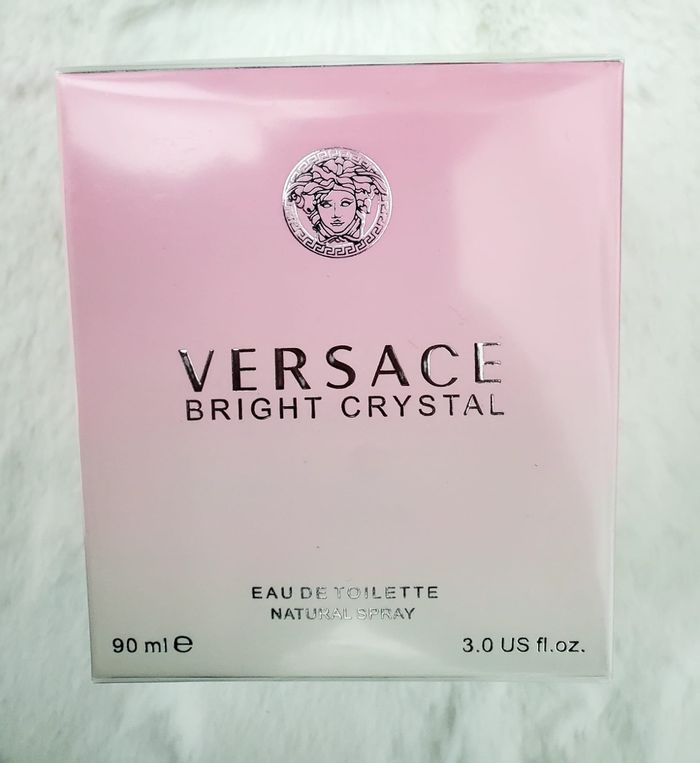 VERSACE
BRIGHT CRYSTAL
EAU DE TOILETTE
NATURAL SPRAY
90 ml ℮
3.0 US fl.oz.